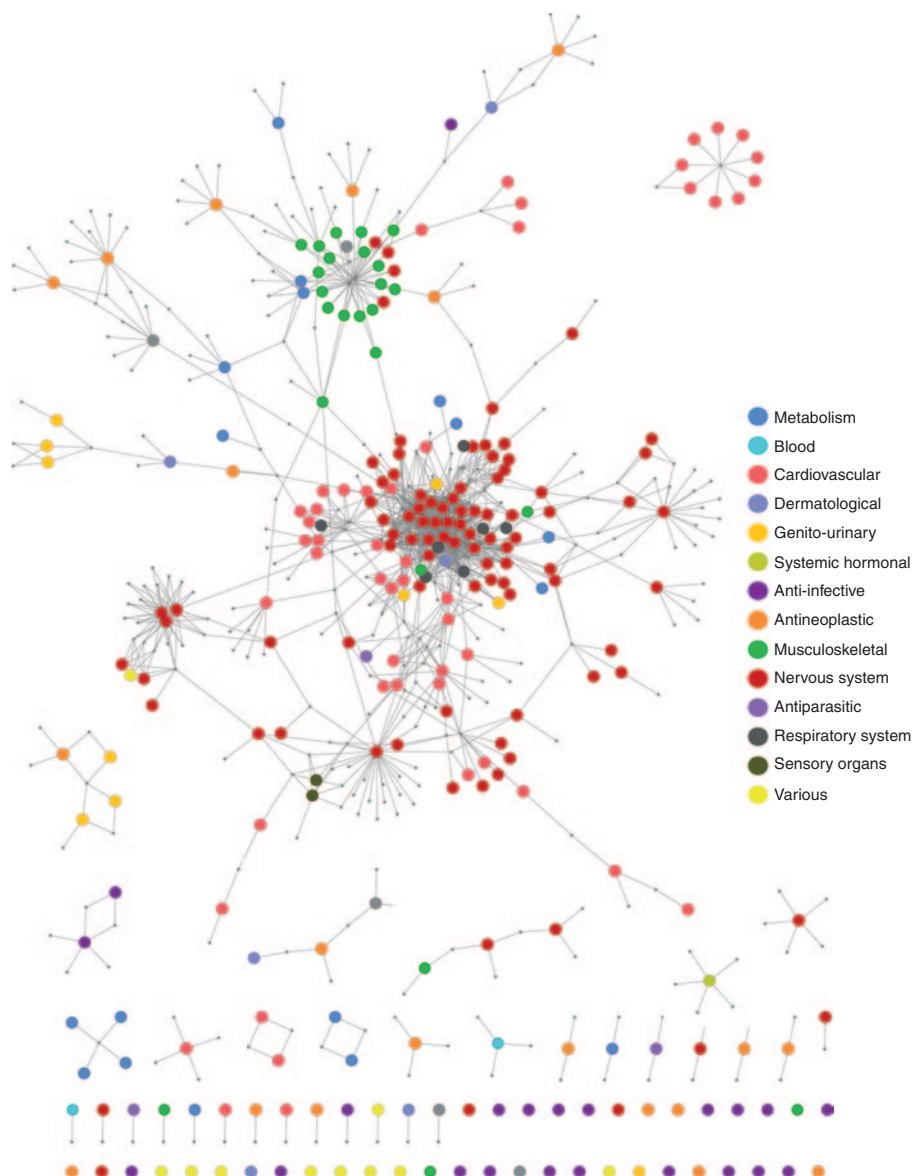 Metabolism
Blood
Cardiovascular
Dermatological
Genito-urinary
Systemic hormonal
Anti-infective
Antineoplastic
Musculoskeletal
Nervous system
Antiparasitic
Respiratory system
Sensory organs
Various